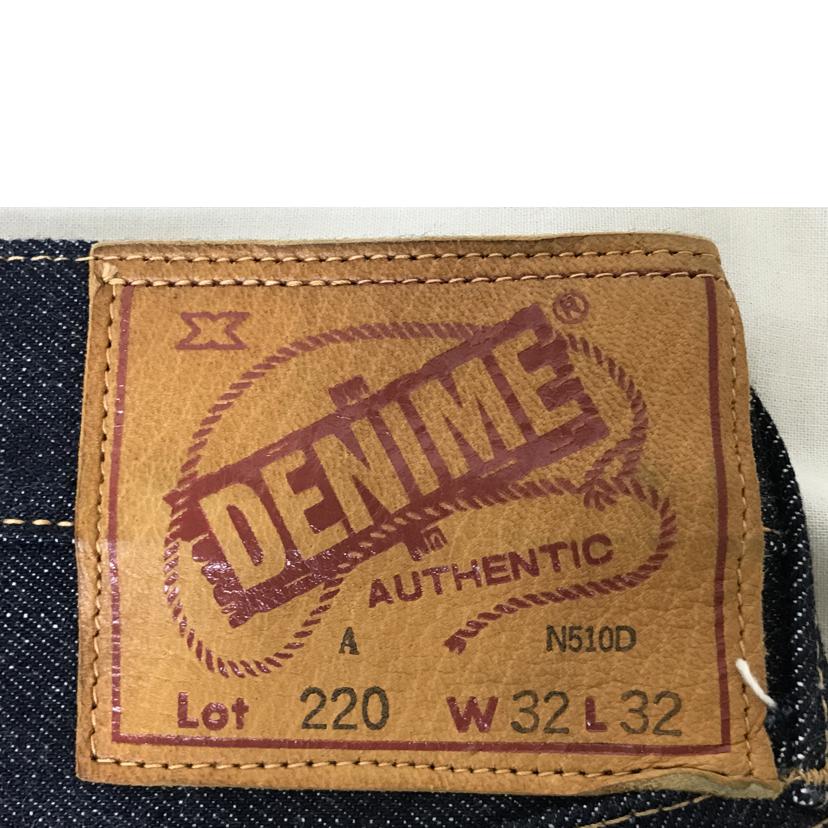 X
®
DENIME
AUTHENTIC
A N510D
Lot 220 W 32 L 32